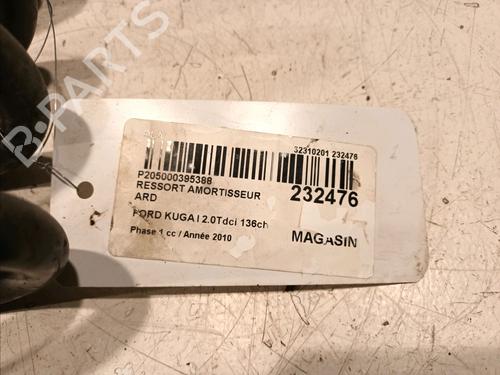 32310201 232476
P205000395388
RESSORT AMORTISSEUR
ARD
232476
FORD KUGA I 2.0Tdci 136ch
MAGASIN
Phase 1 cc / Année 2010
B-PARTS